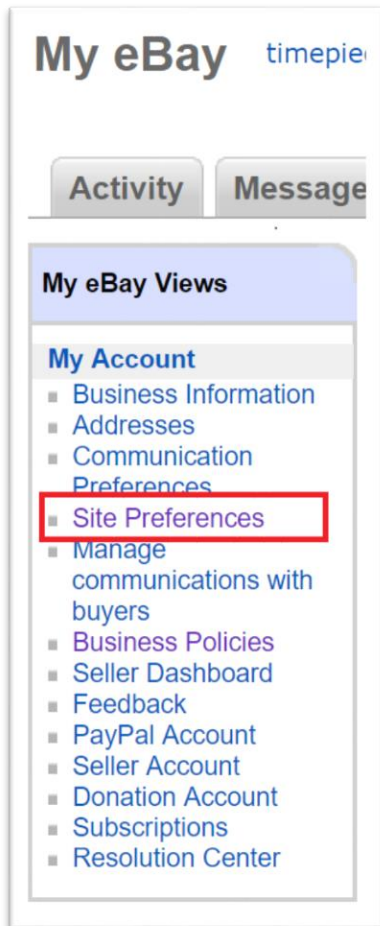 My eBay timepie
Activity Message
My eBay Views
My Account
Business Information
Addresses
Communication
Preferences
Site Preferences
Manage
communications with
buyers
Business Policies
Seller Dashboard
Feedback
PayPal Account
Seller Account
Donation Account
Subscriptions
Resolution Center